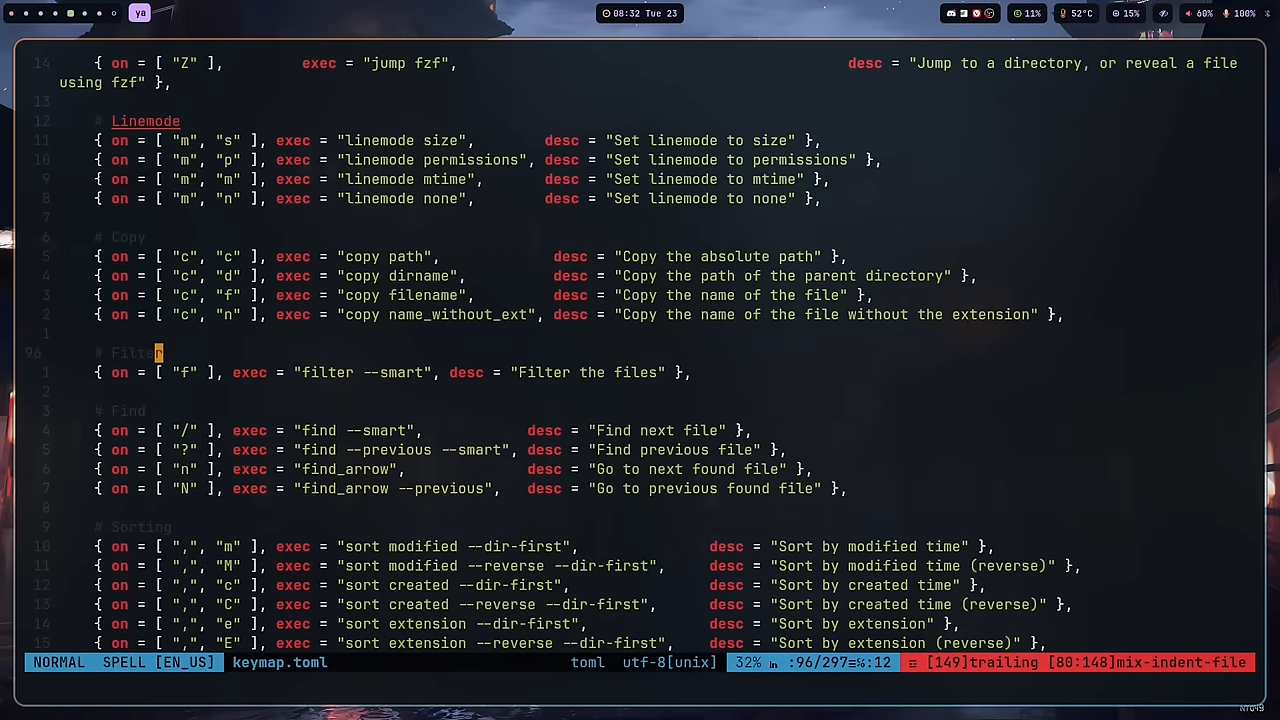 ya
08:32 Tue 23
11%
52°C
15%
60%
100%
14 { on = [ "Z" ], exec = "jump fzf", desc = "Jump to a directory, or reveal a file
using fzf" },
13
12 # Linemode
11 { on = [ "m", "s" ], exec = "linemode size", desc = "Set linemode to size" },
10 { on = [ "m", "p" ], exec = "linemode permissions", desc = "Set linemode to permissions" },
9 { on = [ "m", "m" ], exec = "linemode mtime", desc = "Set linemode to mtime" },
8 { on = [ "m", "n" ], exec = "linemode none", desc = "Set linemode to none" },
7
6 # Copy
5 { on = [ "c", "c" ], exec = "copy path", desc = "Copy the absolute path" },
4 { on = [ "c", "d" ], exec = "copy dirname", desc = "Copy the path of the parent directory" },
3 { on = [ "c", "f" ], exec = "copy filename", desc = "Copy the name of the file" },
2 { on = [ "c", "n" ], exec = "copy name_without_ext", desc = "Copy the name of the file without the extension" },
1
96 # Filter
1 { on = [ "f" ], exec = "filter --smart", desc = "Filter the files" },
2
3 # Find
4 { on = [ "/" ], exec = "find --smart", desc = "Find next file" },
5 { on = [ "?" ], exec = "find --previous --smart", desc = "Find previous file" },
6 { on = [ "n" ], exec = "find_arrow", desc = "Go to next found file" },
7 { on = [ "N" ], exec = "find_arrow --previous", desc = "Go to previous found file" },
8
9 # Sorting
10 { on = [ ",", "m" ], exec = "sort modified --dir-first", desc = "Sort by modified time" },
11 { on = [ ",", "M" ], exec = "sort modified --reverse --dir-first", desc = "Sort by modified time (reverse)" },
12 { on = [ ",", "c" ], exec = "sort created --dir-first", desc = "Sort by created time" },
13 { on = [ ",", "C" ], exec = "sort created --reverse --dir-first", desc = "Sort by created time (reverse)" },
14 { on = [ ",", "e" ], exec = "sort extension --dir-first", desc = "Sort by extension" },
15 { on = [ ",", "E" ], exec = "sort extension --reverse --dir-first", desc = "Sort by extension (reverse)" },
NORMAL SPELL [EN_US] keymap.toml toml utf-8[unix] 32% ㏑ :96/297≡℅:12 ☲ [149]trailing [80:148]mix-indent-file